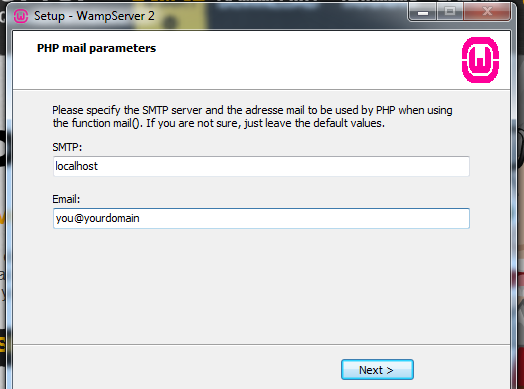 Setup - WampServer 2
PHP mail parameters
Please specify the SMTP server and the adresse mail to be used by PHP when using
the function mail(). If you are not sure, just leave the default values.
SMTP:
localhost
Email:
you@yourdomain
Next >